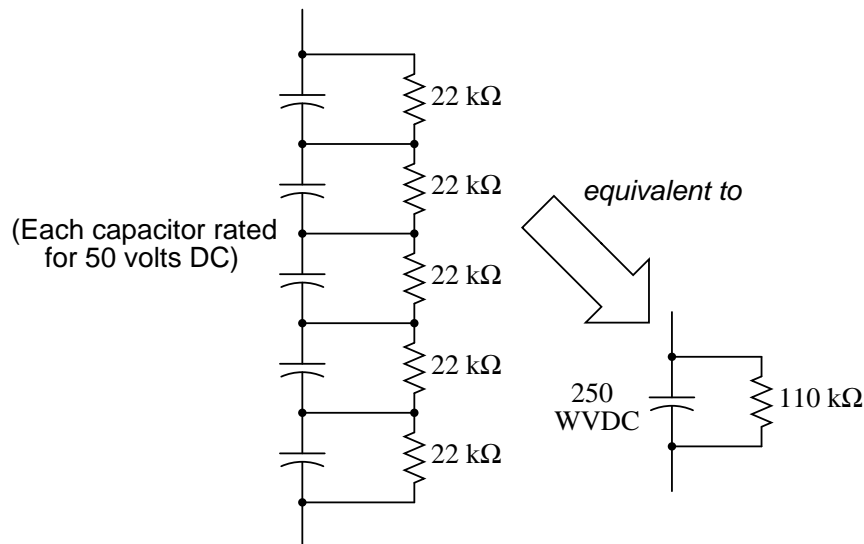 22 kΩ
22 kΩ
equivalent to
(Each capacitor rated
for 50 volts DC)
22 kΩ
22 kΩ
250
WVDC
110 kΩ
22 kΩ